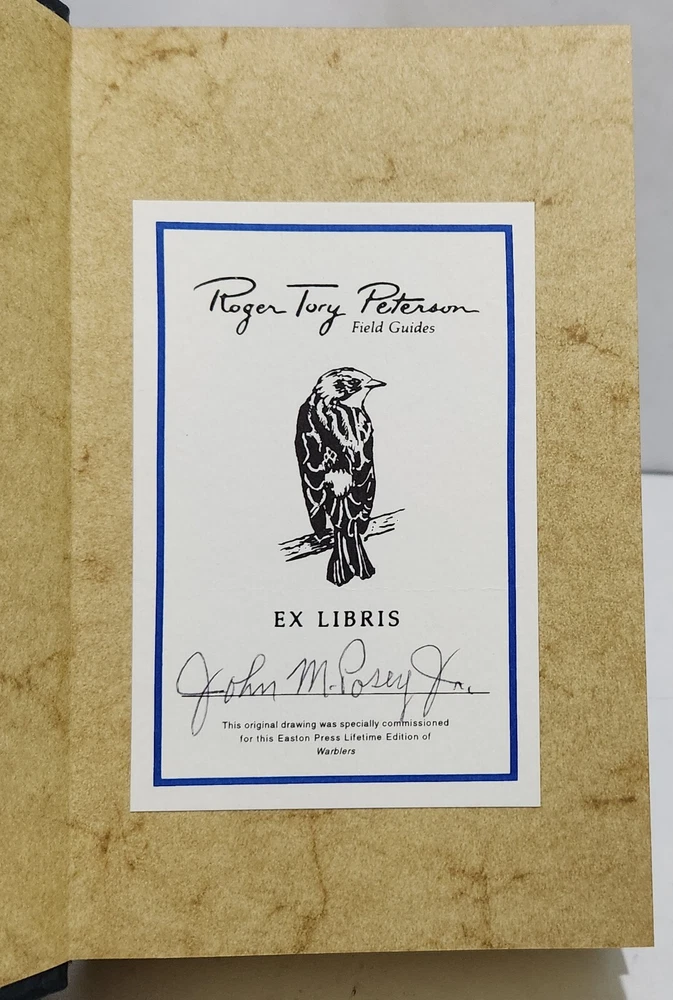 Roger Tory Peterson
Field Guides
EX LIBRIS
John M. Posey Jr.
This original drawing was specially commissioned
for this Easton Press Lifetime Edition of
Warblers